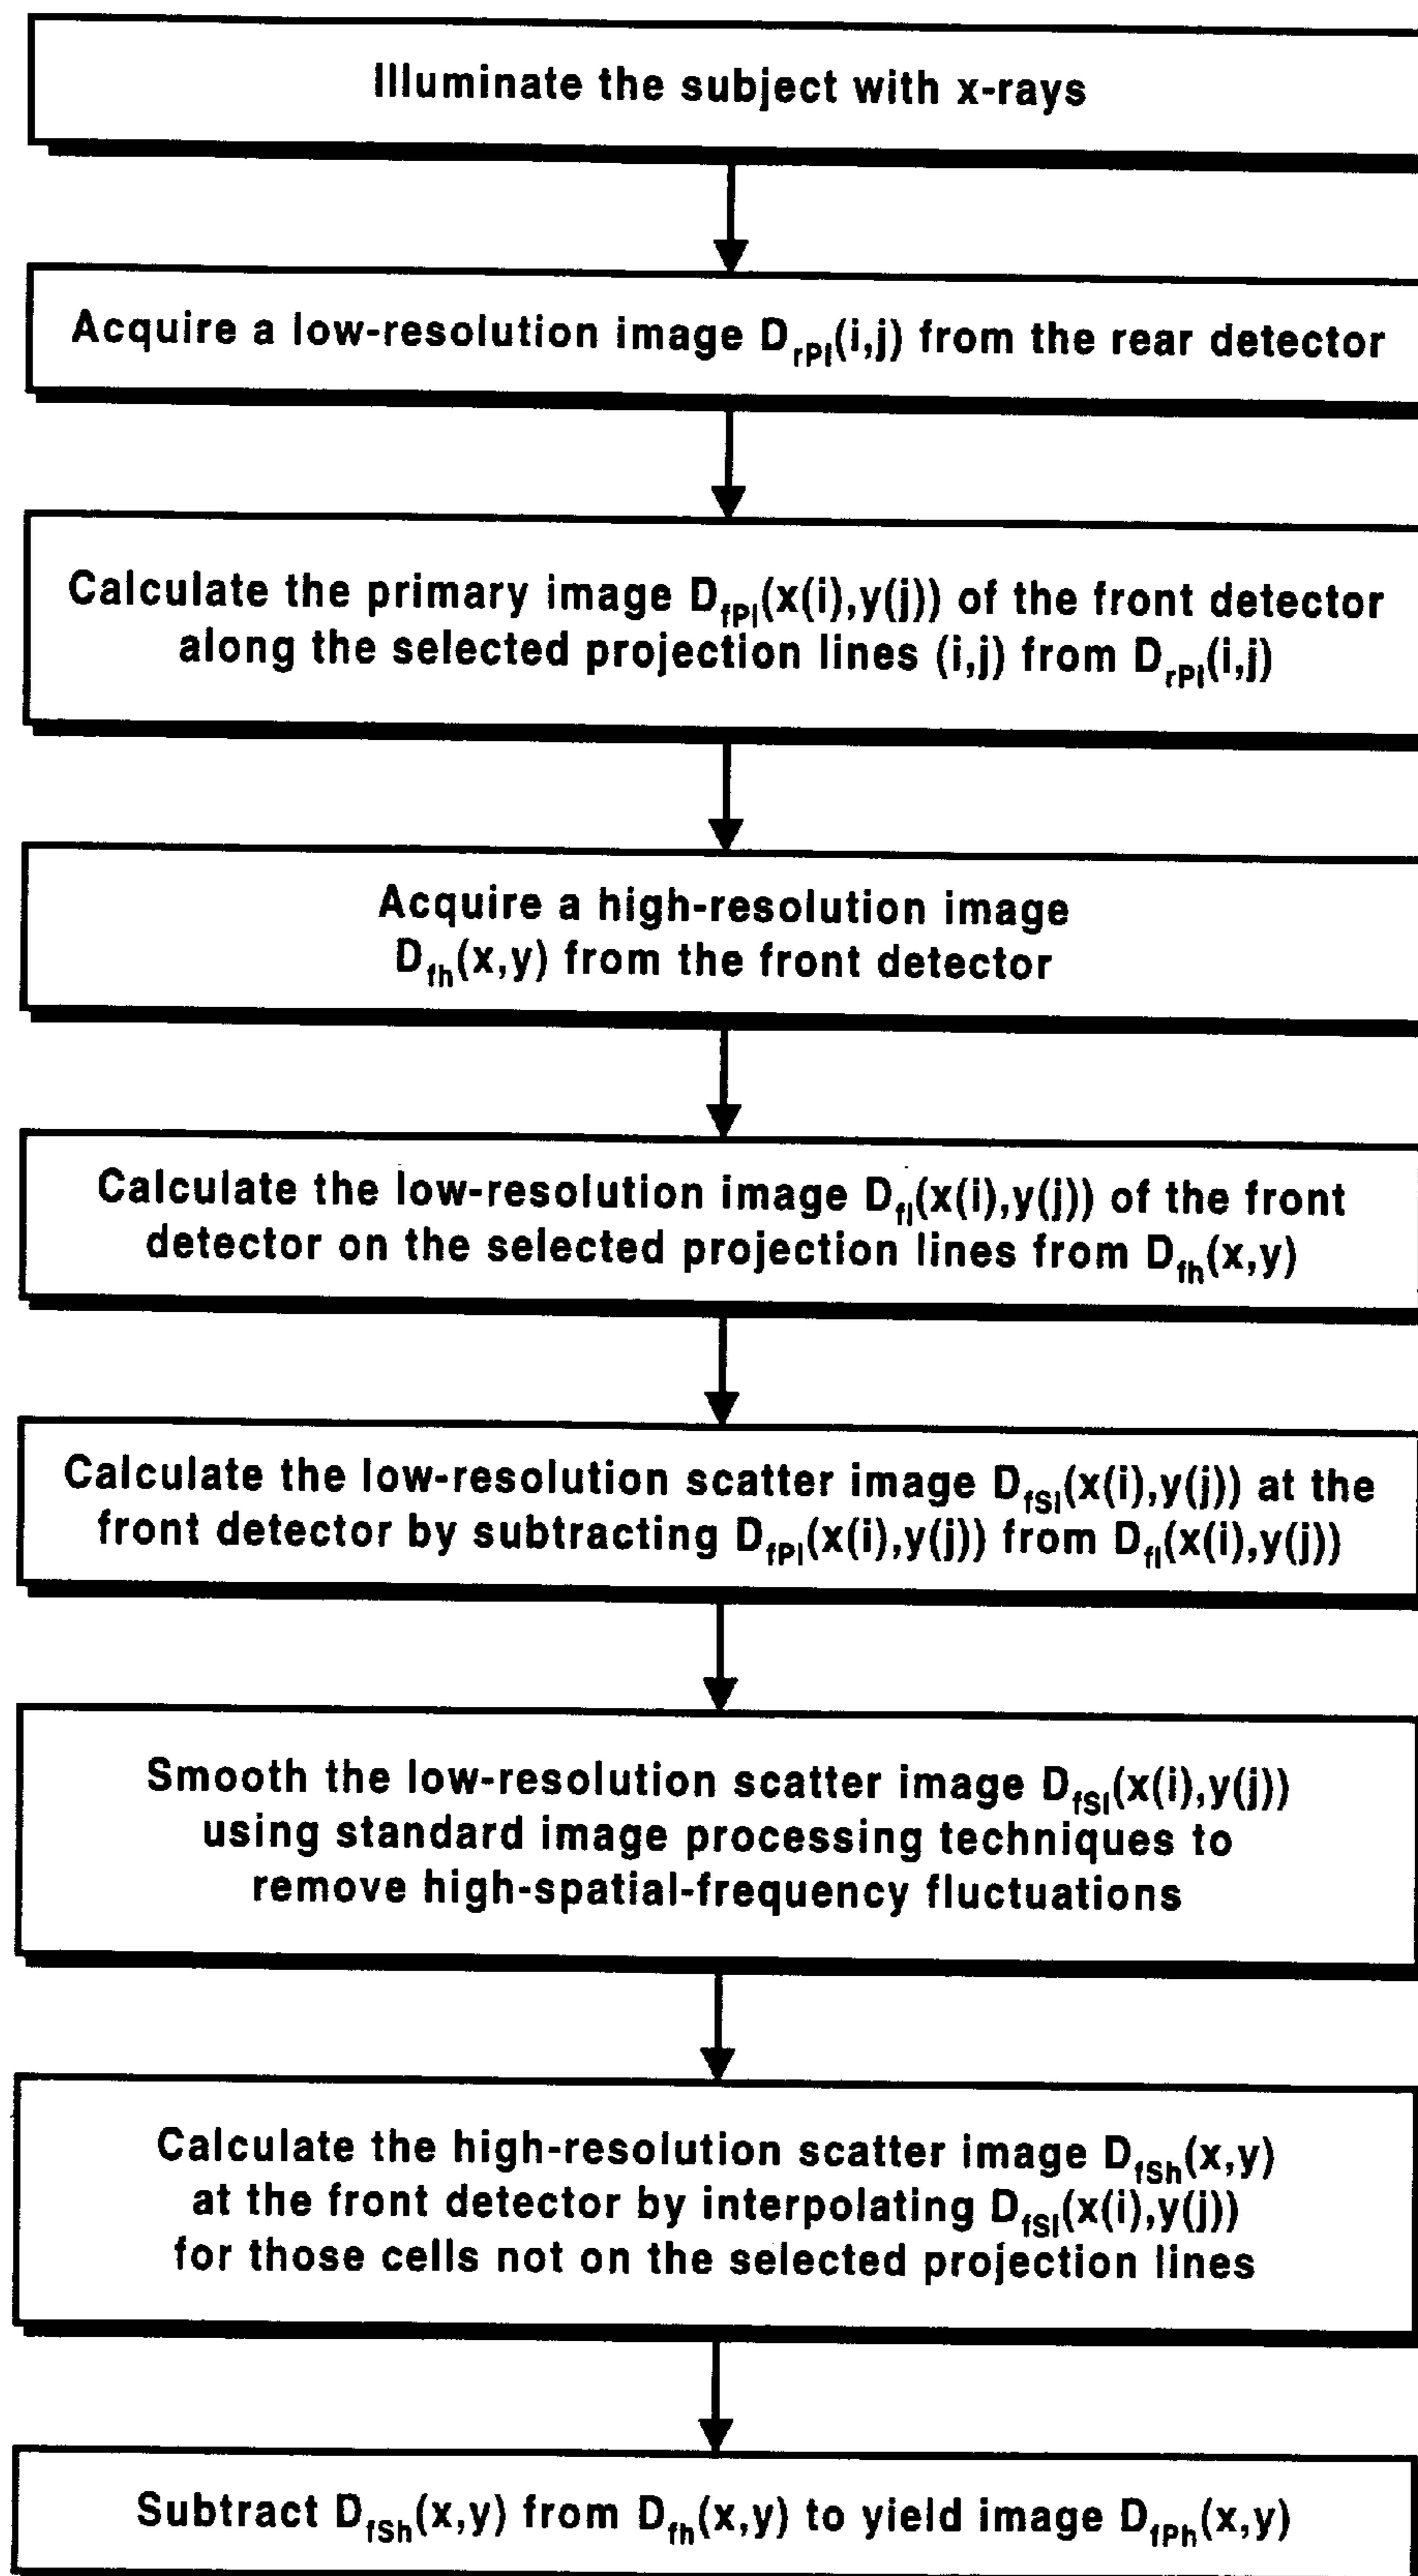 Illuminate the subject with x-rays
Acquire a low-resolution image D_rPl(i,j) from the rear detector
Calculate the primary image D_fPl(x(i),y(j)) of the front detector
along the selected projection lines (i,j) from D_rPl(i,j)
Acquire a high-resolution image
D_fh(x,y) from the front detector
Calculate the low-resolution image D_fl(x(i),y(j)) of the front
detector on the selected projection lines from D_fh(x,y)
Calculate the low-resolution scatter image D_fSl(x(i),y(j)) at the
front detector by subtracting D_fPl(x(i),y(j)) from D_fl(x(i),y(j))
Smooth the low-resolution scatter image D_fSl(x(i),y(j))
using standard image processing techniques to
remove high-spatial-frequency fluctuations
Calculate the high-resolution scatter image D_fSh(x,y)
at the front detector by interpolating D_fSl(x(i),y(j))
for those cells not on the selected projection lines
Subtract D_fSh(x,y) from D_fh(x,y) to yield image D_fPh(x,y)